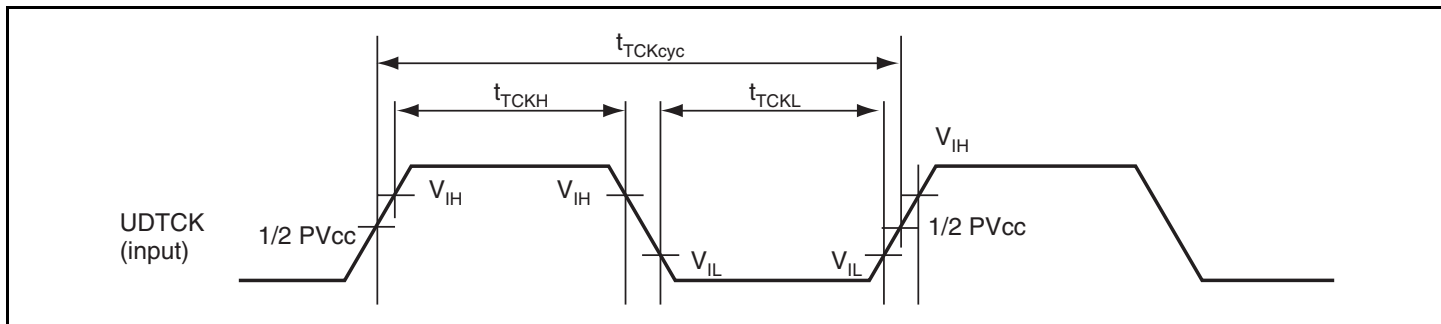 tTCKcyc
tTCKH
tTCKL
VIH
VIH
VIH
UDTCK
(input)
1/2 PVcc
1/2 PVcc
VIL
VIL